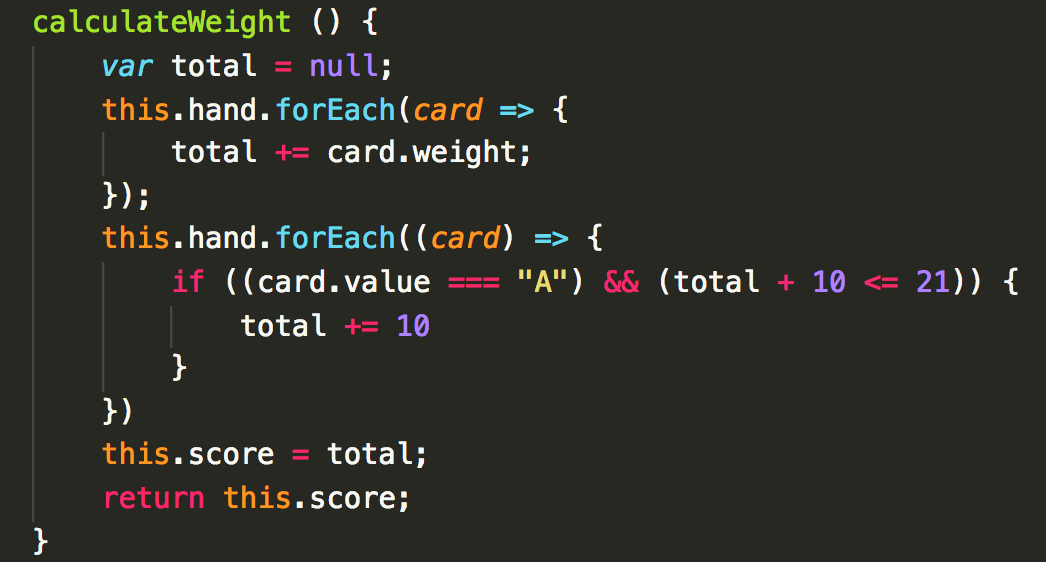 calculateWeight () {
    var total = null;
    this.hand.forEach(card => {
        total += card.weight;
    });
    this.hand.forEach((card) => {
        if ((card.value === "A") && (total + 10 <= 21)) {
            total += 10
        }
    })
    this.score = total;
    return this.score;
}